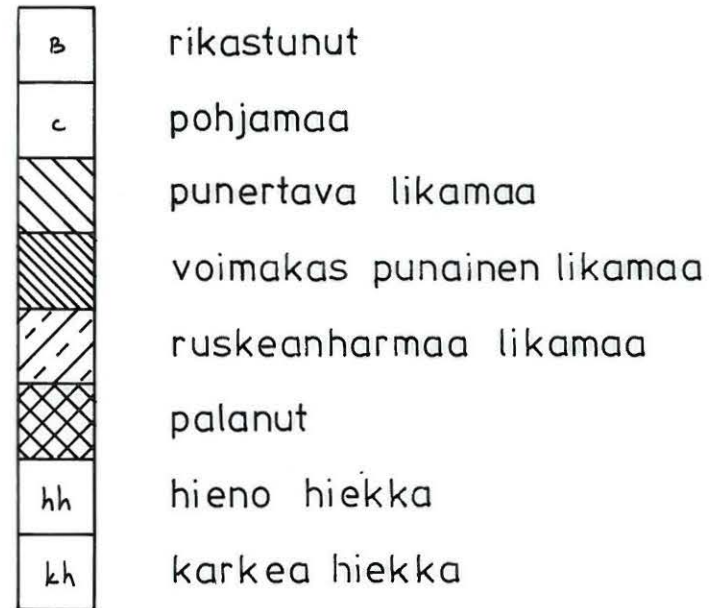 B rikastunut
c pohjamaa
punertava likamaa
voimakas punainen likamaa
ruskeanharmaa likamaa
palanut
hh hieno hiekka
kh karkea hiekka